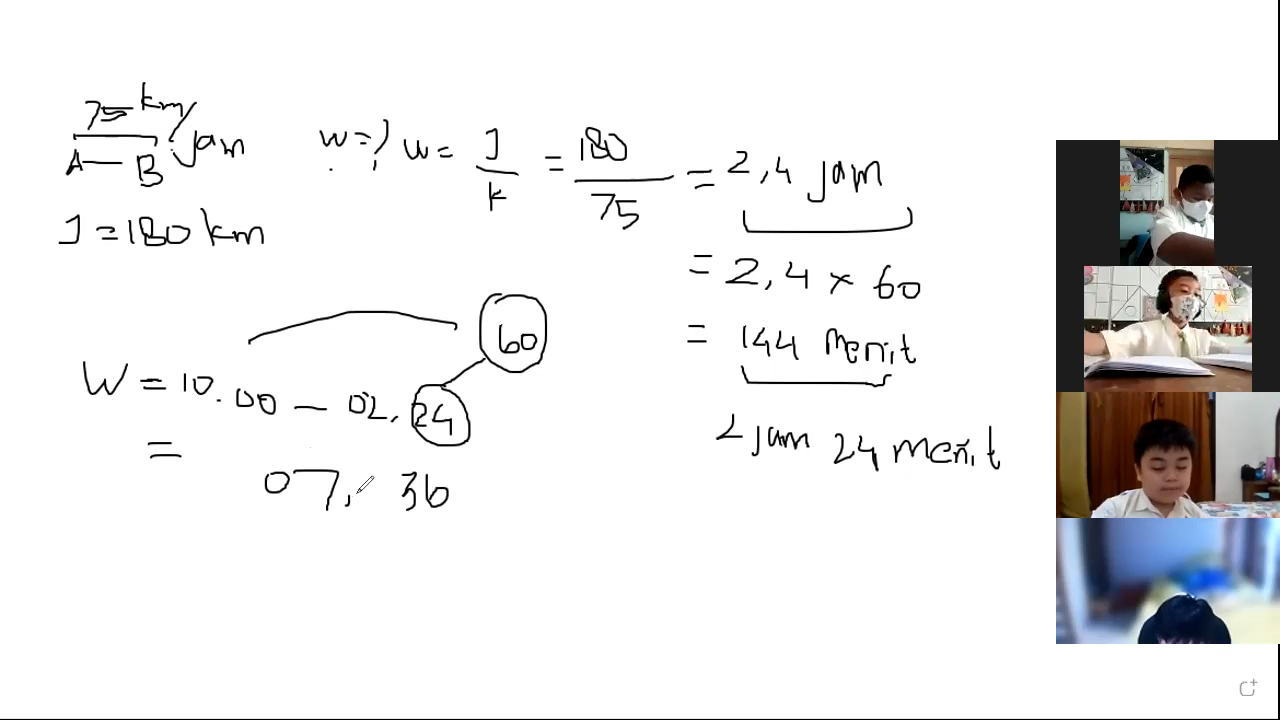 75 km/jam
A — B
J = 180 km
w = ? w = J/k = 180/75 = 2,4 jam
= 2,4 x 60
= 144 menit
2 jam 24 menit
60
W = 10.00 — 02.24
= 07. 36